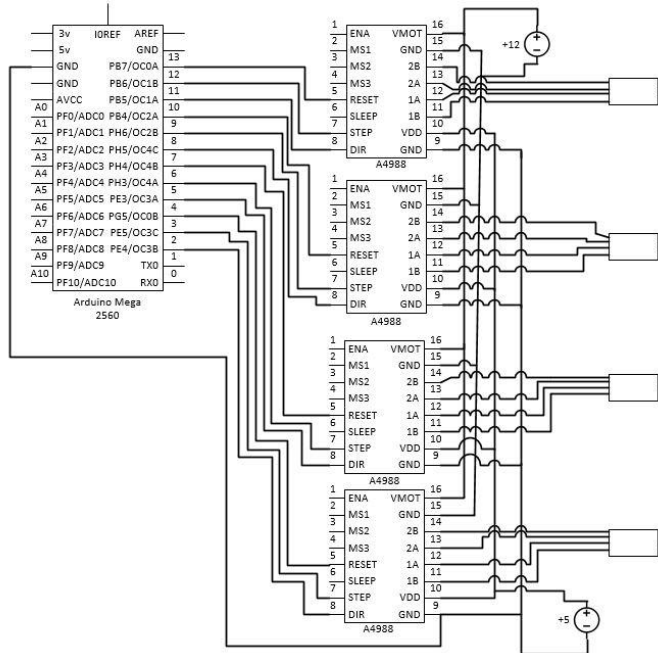 I0REF
3v AREF
5v GND
GND PB7/OC0A 13
GND PB6/OC1B 12
AVCC PB5/OC1A 11
A0 PF0/ADC0 PB4/OC2A 10
A1 PF1/ADC1 PH6/OC2B 9
A2 PF2/ADC2 PH5/OC4C 8
A3 PF3/ADC3 PH4/OC4B 7
A4 PF4/ADC4 PH3/OC4A 6
A5 PF5/ADC5 PE3/OC3A 5
A6 PF6/ADC6 PG5/OC0B 4
A7 PF7/ADC7 PE5/OC3C 3
A8 PF8/ADC8 PE4/OC3B 2
A9 PF9/ADC9 TX0 1
A10 PF10/ADC10 RX0 0
Arduino Mega
2560
1 ENA VMOT 16
2 MS1 GND 15
3 MS2 2B 14
4 MS3 2A 13
1A 12
5 RESET 1B 11
6 SLEEP
7 STEP VDD 10
8 DIR GND 9
A4988
+12
1 ENA VMOT 16
2 MS1 GND 15
3 MS2 2B 14
4 MS3 2A 13
5 RESET 1A 12
6 SLEEP 1B 11
7 STEP VDD 10
8 DIR GND 9
A4988
1 ENA VMOT 16
2 MS1 GND 15
3 MS2 2B 14
4 MS3 2A 13
5 RESET 1A 12
6 SLEEP 1B 11
7 STEP VDD 10
8 DIR GND 9
A4988
1 ENA VMOT 16
2 MS1 GND 15
3 MS2 2B 14
4 MS3 2A 13
5 RESET 1A 12
6 SLEEP 1B 11
7 STEP VDD 10
8 DIR GND 9
A4988
+5